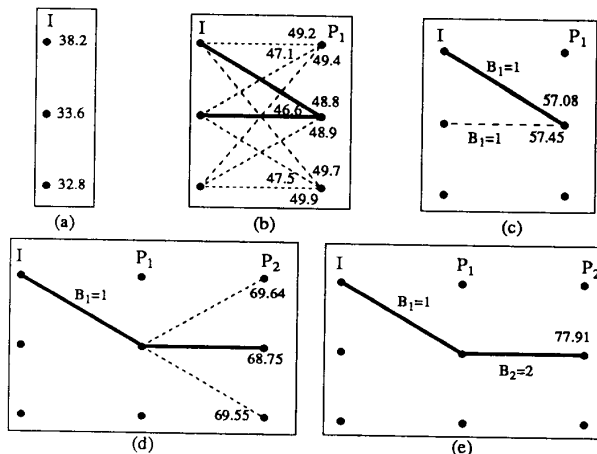 I
38.2
33.6
32.8
(a)
I
P1
49.2
47.1
49.4
48.8
46.6
48.9
49.7
47.5
49.9
(b)
I
P1
B1=1
57.08
B1=1
57.45
(c)
I
P1
P2
69.64
B1=1
68.75
69.55
(d)
I
P1
P2
B1=1
77.91
B2=2
(e)